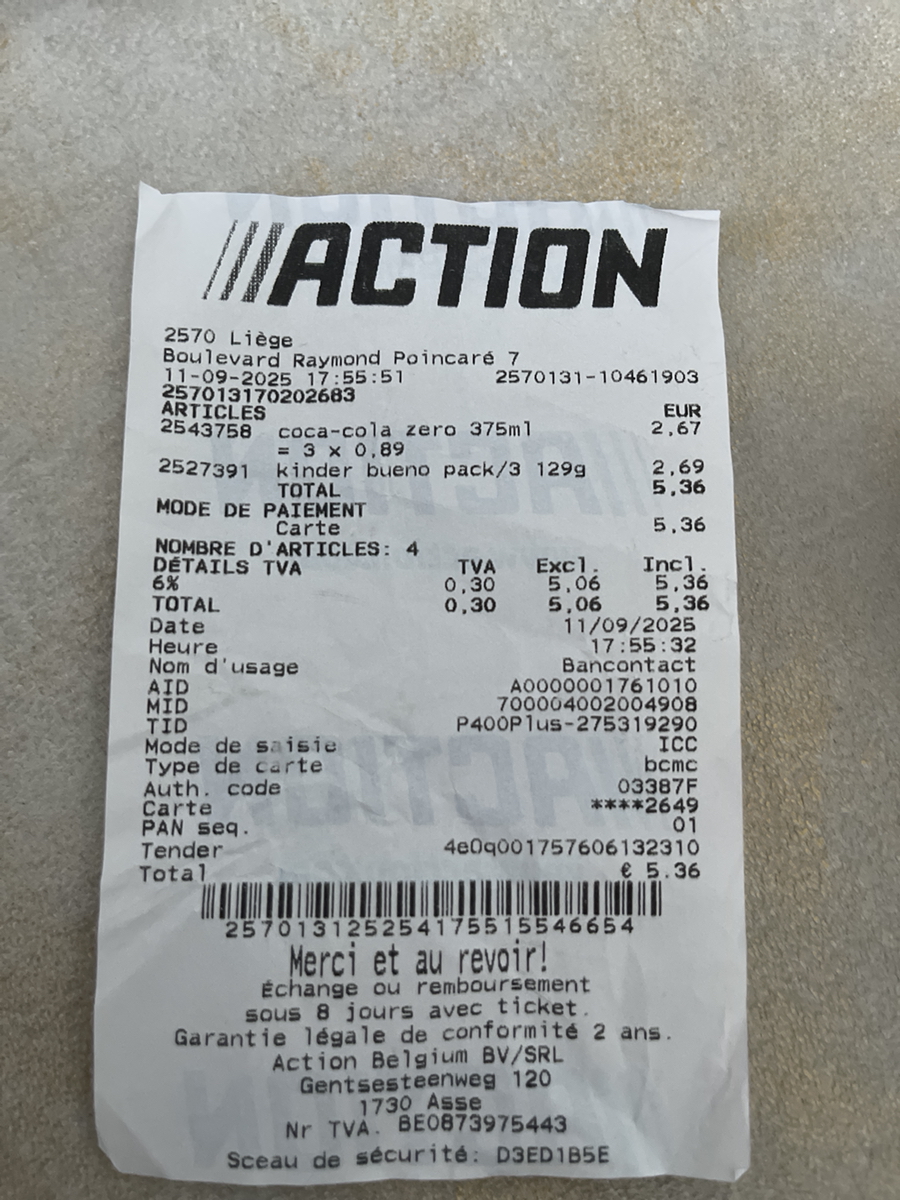 ACTION
2570 Liège
Boulevard Raymond Poincaré 7
11-09-2025 17:55:51 2570131-10461903
257013170202683
ARTICLES EUR
2543758 coca-cola zero 375ml 2,67
= 3 x 0,89
2527391 kinder bueno pack/3 129g 2,69
TOTAL 5,36
MODE DE PAIEMENT
Carte 5,36
NOMBRE D'ARTICLES: 4
DÉTAILS TVA TVA Excl. Incl.
6% 0,30 5,06 5,36
TOTAL 0,30 5,06 5,36
Date 11/09/2025
Heure 17:55:32
Nom d'usage Bancontact
AID A0000001761010
MID 700004002004908
TID P400Plus-275319290
Mode de saisie ICC
Type de carte bcmc
Auth. code 03387F
Carte ****2649
PAN seq. 01
Tender 4e0q001757606132310
Total € 5.36
257013125254175515546654
Merci et au revoir!
Échange ou remboursement
sous 8 jours avec ticket.
Garantie légale de conformité 2 ans.
Action Belgium BV/SRL
Gentsesteenweg 120
1730 Asse
Nr TVA. BE0873975443
Sceau de sécurité: D3ED1B5E